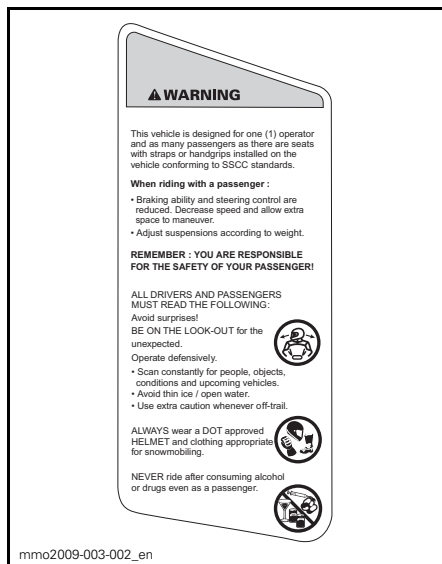 WARNING
This vehicle is designed for one (1) operator
and as many passengers as there are seats
with straps or handgrips installed on the
vehicle conforming to SSCC standards.
When riding with a passenger :
• Braking ability and steering control are
reduced. Decrease speed and allow extra
space to maneuver.
• Adjust suspensions according to weight.
REMEMBER : YOU ARE RESPONSIBLE
FOR THE SAFETY OF YOUR PASSENGER!
ALL DRIVERS AND PASSENGERS
MUST READ THE FOLLOWING:
Avoid surprises!
BE ON THE LOOK-OUT for the
unexpected.
Operate defensively.
• Scan constantly for people, objects,
conditions and upcoming vehicles.
• Avoid thin ice / open water.
• Use extra caution whenever off-trail.
ALWAYS wear a DOT approved
HELMET and clothing appropriate
for snowmobiling.
NEVER ride after consuming alcohol
or drugs even as a passenger.
mmo2009-003-002_en